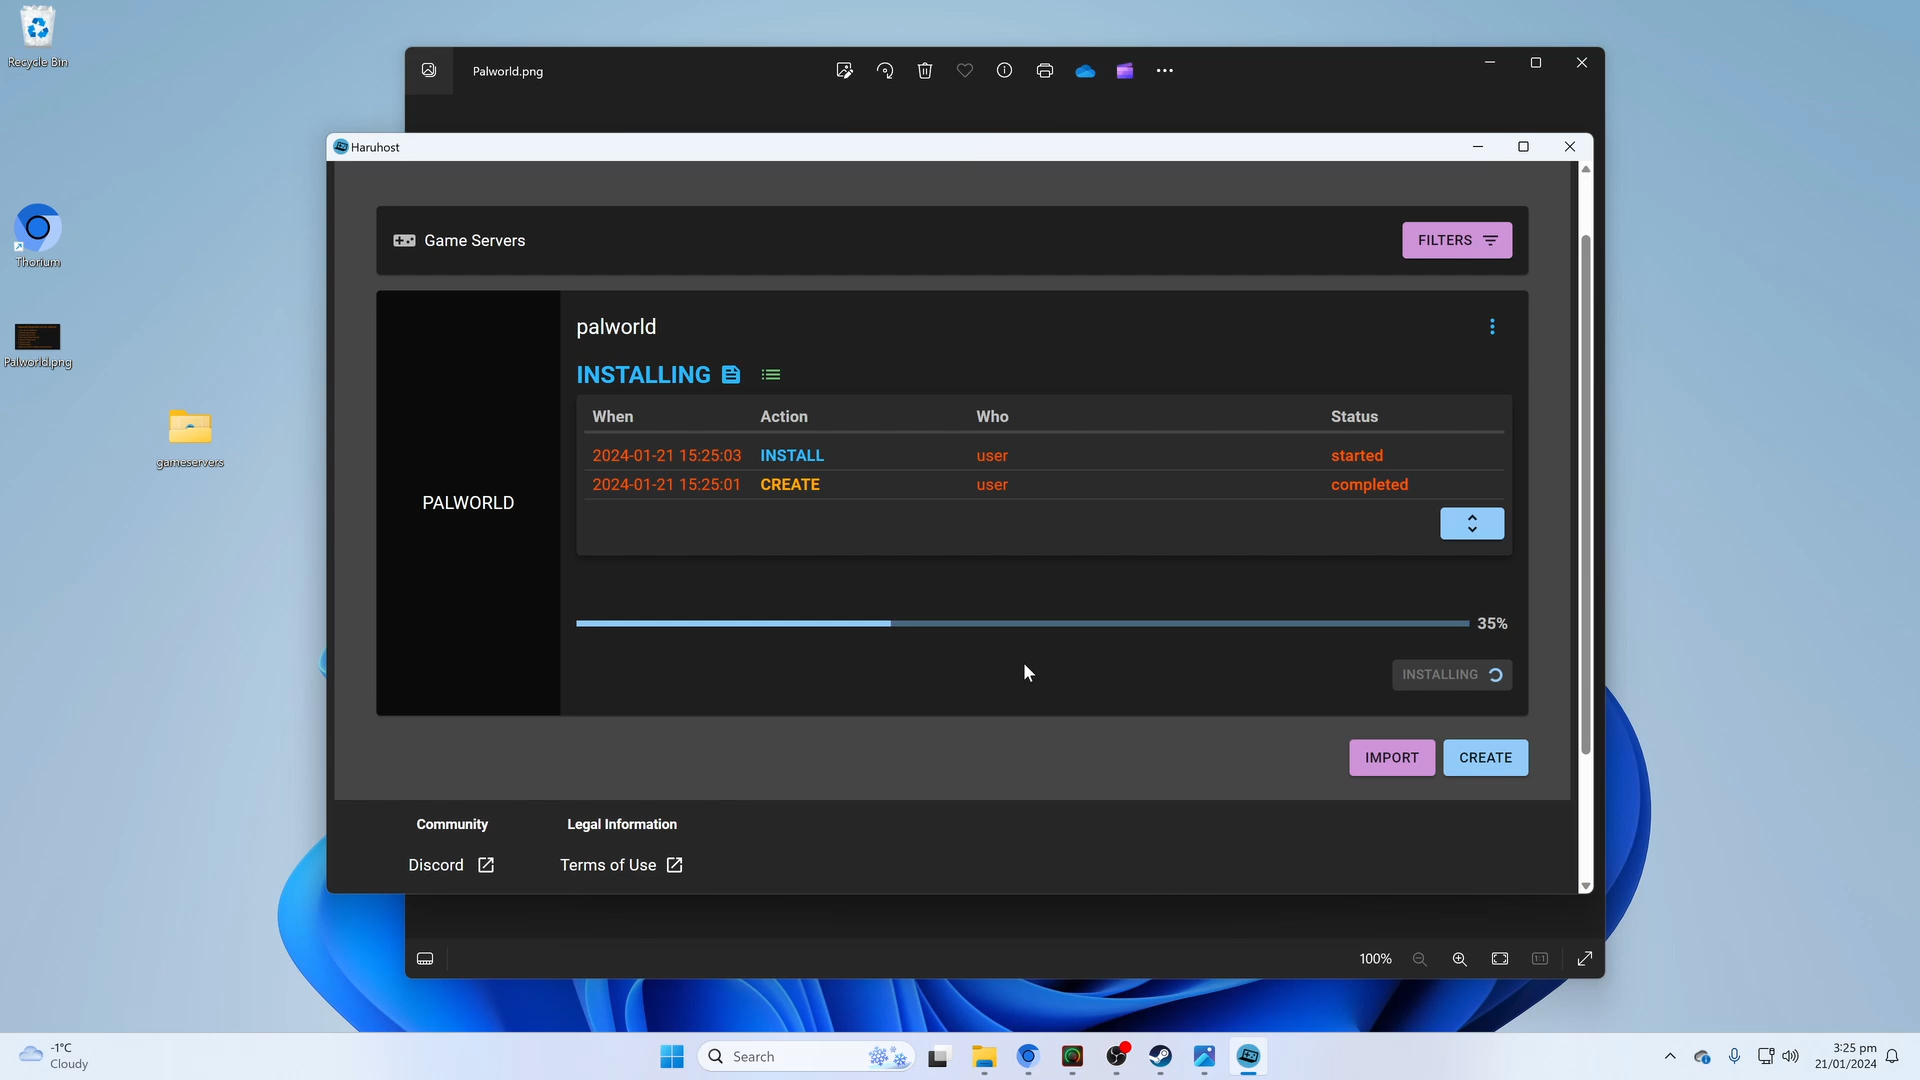 Recycle Bin
Thorium
Palworld.png
gameservers
Palworld.png
Haruhost
Game Servers
FILTERS
PALWORLD
palworld
INSTALLING
When Action Who Status
2024-01-21 15:25:03 INSTALL user started
2024-01-21 15:25:01 CREATE user completed
35%
INSTALLING
IMPORT CREATE
Community Legal Information
Discord Terms of Use
100%
1:1
-1°C
Cloudy
Search
3:25 pm
21/01/2024